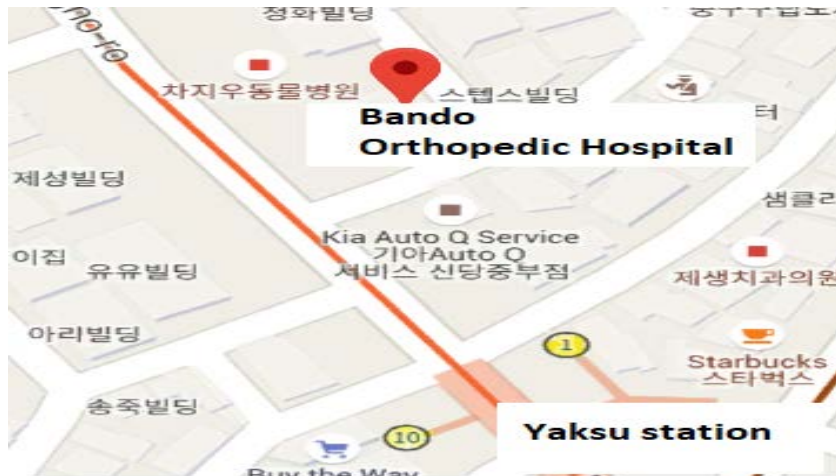 정화빌딩
차지우동물병원
스텝스빌딩
터
Bando
Orthopedic Hospital
제성빌딩
샘클리
Kia Auto Q Service
기아Auto Q
서비스 신당중부점
이집
유유빌딩
제생치과의원
아리빌딩
1
Starbucks
스타벅스
송죽빌딩
10
Yaksu station
Buy the Way